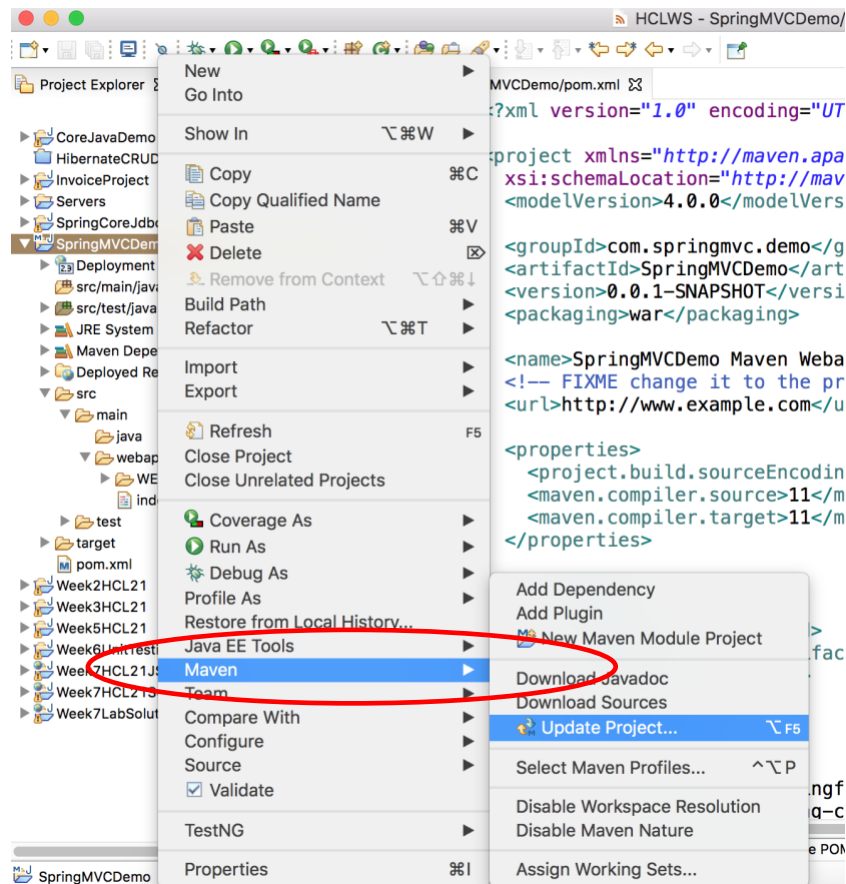 HCLWS - SpringMVCDemo/
Project Explorer
MVCDemo/pom.xml
CoreJavaDemo
HibernateCRUD
InvoiceProject
Servers
SpringCoreJdbc
SpringMVCDem
Deployment
src/main/java
src/test/java
JRE System
Maven Depe
Deployed Re
src
main
java
webap
WE
ind
test
target
pom.xml
Week2HCL21
Week3HCL21
Week5HCL21
Week6UnitTesti
Week7HCL21JS
Week7HCL21S
Week7LabSolut
SpringMVCDemo
New
Go Into
Show In ⌥⌘W
Copy ⌘C
Copy Qualified Name
Paste ⌘V
Delete ⌦
Remove from Context ⌥⇧⌘↓
Build Path
Refactor ⌥⌘T
Import
Export
Refresh F5
Close Project
Close Unrelated Projects
Coverage As
Run As
Debug As
Profile As
Restore from Local History...
Java EE Tools
Maven
Team
Compare With
Configure
Source
Validate
TestNG
Properties ⌘I
<?xml version="1.0" encoding="UT
<project xmlns="http://maven.apa
xsi:schemaLocation="http://mav
<modelVersion>4.0.0</modelVers
<groupId>com.springmvc.demo</g
<artifactId>SpringMVCDemo</art
<version>0.0.1-SNAPSHOT</versi
<packaging>war</packaging>
<name>SpringMVCDemo Maven Weba
<!-- FIXME change it to the pr
<url>http://www.example.com</u
<properties>
<project.build.sourceEncodin
<maven.compiler.source>11</m
<maven.compiler.target>11</m
</properties>
Add Dependency
Add Plugin
New Maven Module Project
Download Javadoc
Download Sources
Update Project... ⌥F5
Select Maven Profiles... ^⌥P
Disable Workspace Resolution
Disable Maven Nature
Assign Working Sets...